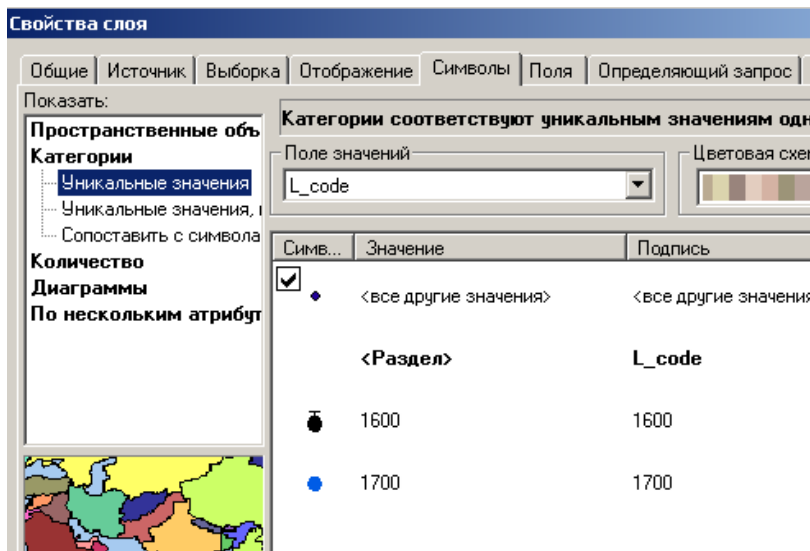 Свойства слоя
Общие Источник Выборка Отображение Символы Поля Определяющий запрос
Показать:
Пространственные объ
Категории
Уникальные значения
Уникальные значения,
Сопоставить с символа
Количество
Диаграммы
По нескольким атрибут
Категории соответствуют уникальным значениям одн
Поле значений
L_code
Цветовая схем
Симв... Значение Подпись
<все другие значения> <все другие значения
<Раздел> L_code
1600 1600
1700 1700